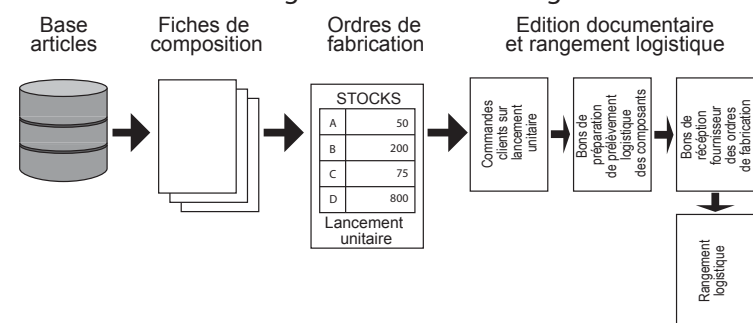 Base
articles
Fiches de
composition
Ordres de
fabrication
Edition documentaire
et rangement logistique
STOCKS
A 50
B 200
C 75
D 800
Lancement
unitaire
Commandes
clients sur
lancement
unitaire
Bons de
préparation
de prélèvement
logistique
des composants
Bons de
réception
fournisseur
des ordres
de fabrication
Rangement
logistique